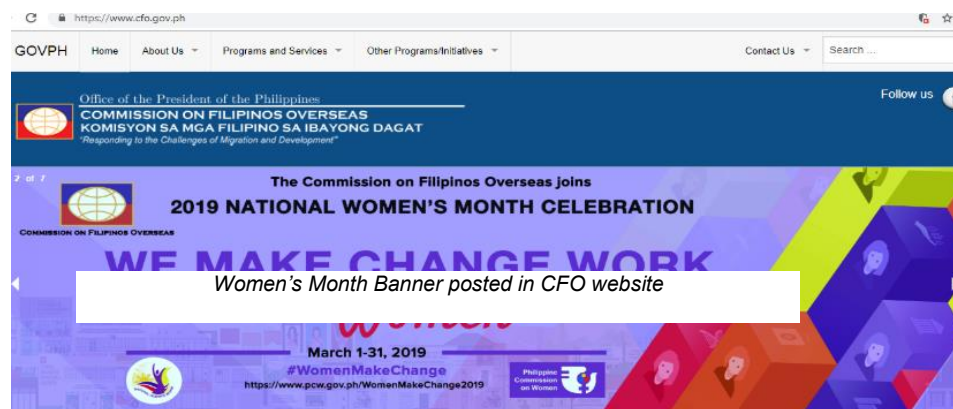 https://www.cfo.gov.ph
GOVPH Home About Us Programs and Services Other Programs/Initiatives Contact Us Search ...
Office of the President of the Philippines
COMMISSION ON FILIPINOS OVERSEAS
KOMISYON SA MGA FILIPINO SA IBAYONG DAGAT
"Responding to the Challenges of Migration and Development"
Follow us
2 of 7
The Commission on Filipinos Overseas joins
2019 NATIONAL WOMEN'S MONTH CELEBRATION
COMMISSION ON FILIPINOS OVERSEAS
WE MAKE CHANGE WORK
Women's Month Banner posted in CFO website
Women
March 1-31, 2019
#WomenMakeChange
https://www.pcw.gov.ph/WomenMakeChange2019
Philippine
Commission
on Women